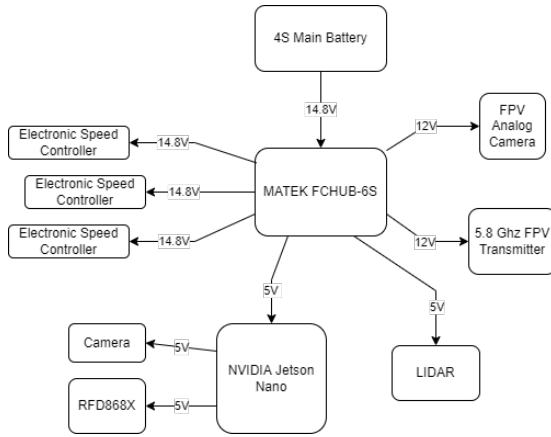 4S Main Battery
14.8V
12V
FPV
Analog
Camera
Electronic Speed
Controller
14.8V
Electronic Speed
Controller
14.8V
MATEK FCHUB-6S
Electronic Speed
Controller
14.8V
12V
5.8 Ghz FPV
Transmitter
5V
5V
Camera
5V
NVIDIA Jetson
Nano
LIDAR
RFD868X
5V